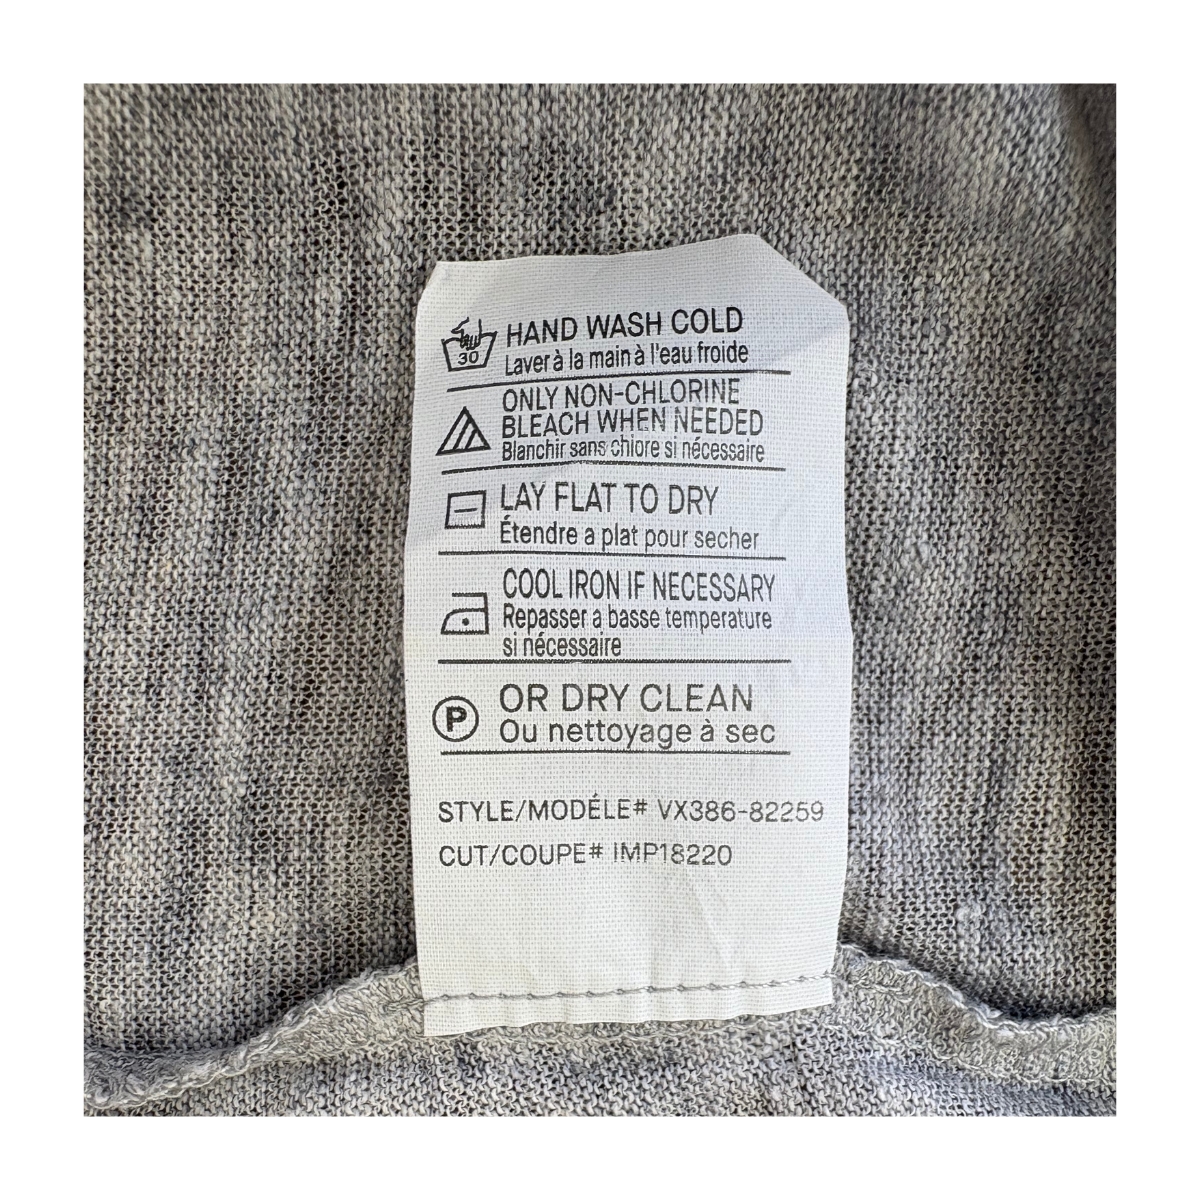 30
HAND WASH COLD
Laver à la main à l'eau froide
ONLY NON-CHLORINE
BLEACH WHEN NEEDED
Blanchir sans chlore si nécessaire
LAY FLAT TO DRY
Étendre a plat pour secher
COOL IRON IF NECESSARY
Repasser a basse temperature
si nécessaire
P
OR DRY CLEAN
Ou nettoyage à sec
STYLE/MODÉLE# VX386-82259
CUT/COUPE# IMP18220